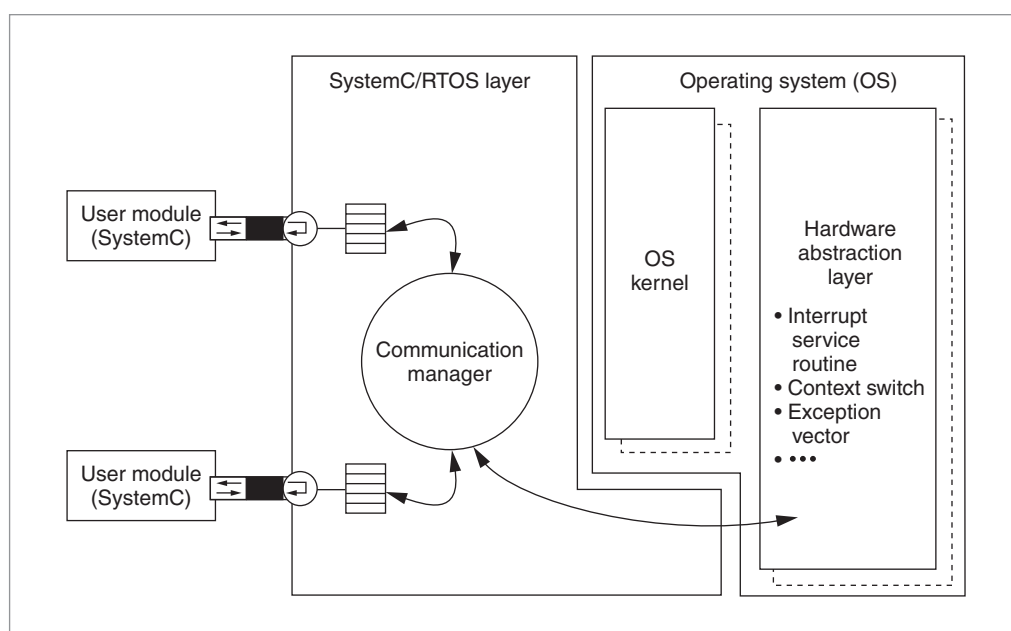 SystemC/RTOS layer
Operating system (OS)
User module
(SystemC)
OS
kernel
Hardware
abstraction
layer
• Interrupt
service
routine
• Context switch
• Exception
vector
• ••••
Communication
manager
User module
(SystemC)